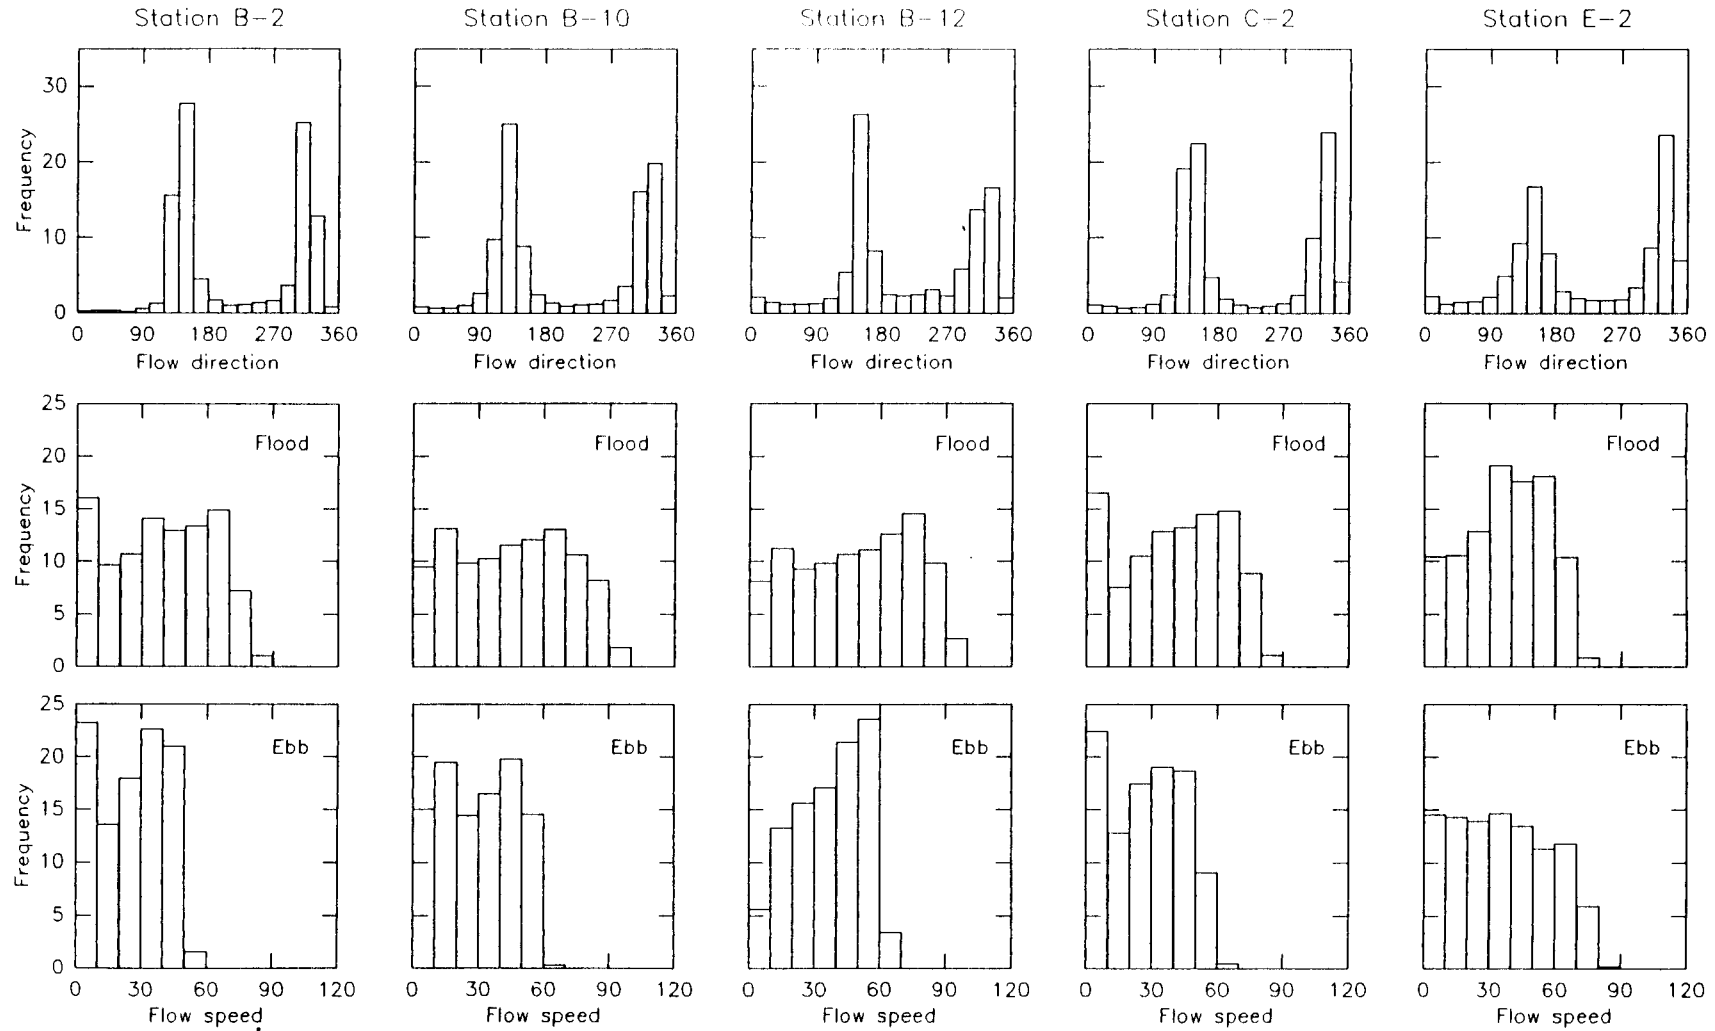 Station B-2 Station B-10 Station B-12 Station C-2 Station E-2
30
20
10
0
Frequency
0 90 180 270 360 0 90 180 270 360 0 90 180 270 360 0 90 180 270 360 0 90 180 270 360
Flow direction Flow direction Flow direction Flow direction Flow direction
25
20
15
10
5
0
Frequency
Flood Flood Flood Flood Flood
25
20
15
10
5
0
Frequency
Ebb Ebb Ebb Ebb Ebb
0 30 60 90 120 0 30 60 90 120 0 30 60 90 120 0 30 60 90 120 0 30 60 90 120
Flow speed Flow speed Flow speed Flow speed Flow speed